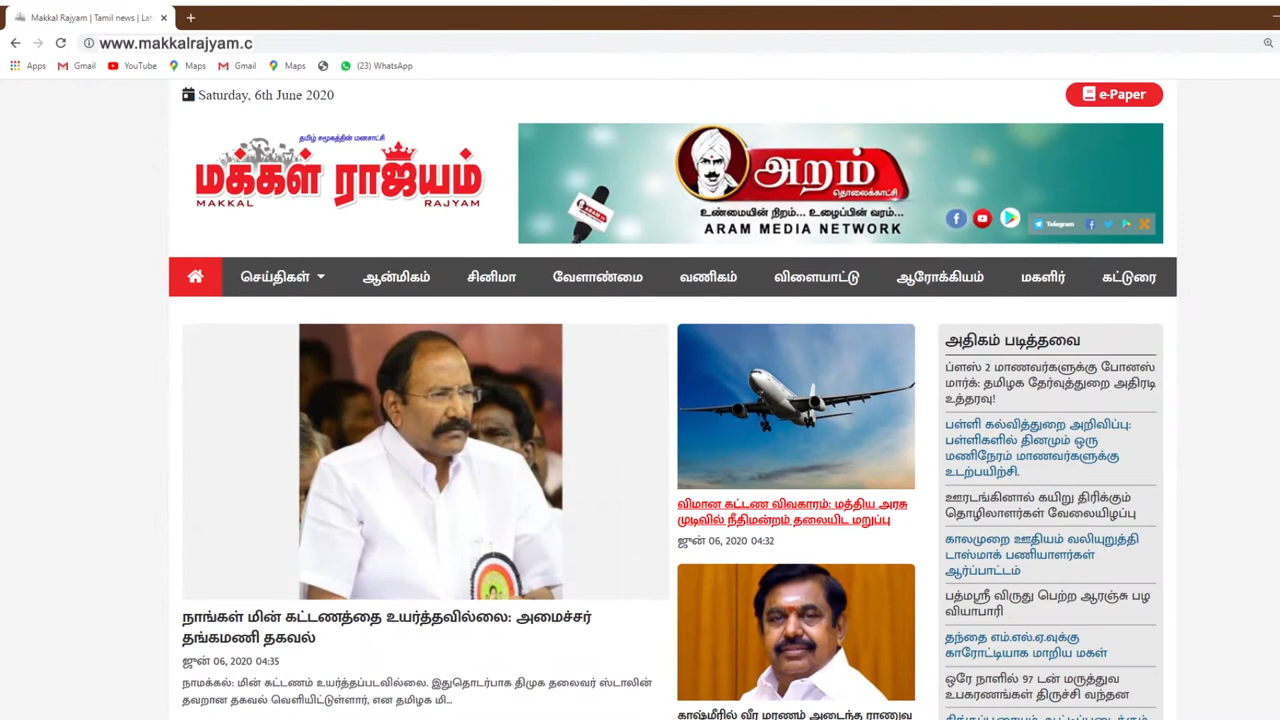 Makkal Rajyam | Tamil news | La
www.makkalrajyam.c
Apps Gmail YouTube Maps Gmail Maps (23) WhatsApp
Saturday, 6th June 2020
e-Paper
தமிழ் சமூகத்தின் மனசாட்சி
மக்கள் ராஜ்யம்
MAKKAL RAJYAM
அறம்
தொலைக்காட்சி
உண்மையின் நிறம்... உழைப்பின் வரம்...
ARAM MEDIA NETWORK
Telegram
செய்திகள் ஆன்மிகம் சினிமா வேளாண்மை வணிகம் விளையாட்டு ஆரோக்கியம் மகளிர் கட்டுரை
நாங்கள் மின் கட்டணத்தை உயர்த்தவில்லை: அமைச்சர்
தங்கமணி தகவல்
ஜுன் 06, 2020 04:35
நாமக்கல்: மின் கட்டணம் உயர்த்தப்படவில்லை. இதுதொடர்பாக திமுக தலைவர் ஸ்டாலின்
தவறான தகவல் வெளியிட்டுள்ளார், என தமிழக மி...
விமான கட்டண விவகாரம்: மத்திய அரசு
முடிவில் நீதிமன்றம் தலையிட மறுப்பு
ஜுன் 06, 2020 04:32
காஷ்மீரில் வீர மரணம் அடைந்த ராணுவ
அதிகம் படித்தவை
ப்ளஸ் 2 மாணவர்களுக்கு போனஸ்
மார்க்: தமிழக தேர்வுத்துறை அதிரடி
உத்தரவு!
பள்ளி கல்வித்துறை அறிவிப்பு:
பள்ளிகளில் தினமும் ஒரு
மணிநேரம் மாணவர்களுக்கு
உடற்பயிற்சி.
ஊரடங்கினால் கயிறு திரிக்கும்
தொழிலாளர்கள் வேலையிழப்பு
காலமுறை ஊதியம் வலியுறுத்தி
டாஸ்மாக் பணியாளர்கள்
ஆர்ப்பாட்டம்
பத்மஸ்ரீ விருது பெற்ற ஆரஞ்சு பழ
வியாபாரி
தந்தை எம்.எல்.ஏ.வுக்கு
காரோட்டியாக மாறிய மகள்
ஒரே நாளில் 97 டன் மருத்துவ
உபகரணங்கள் திருச்சி வந்தன